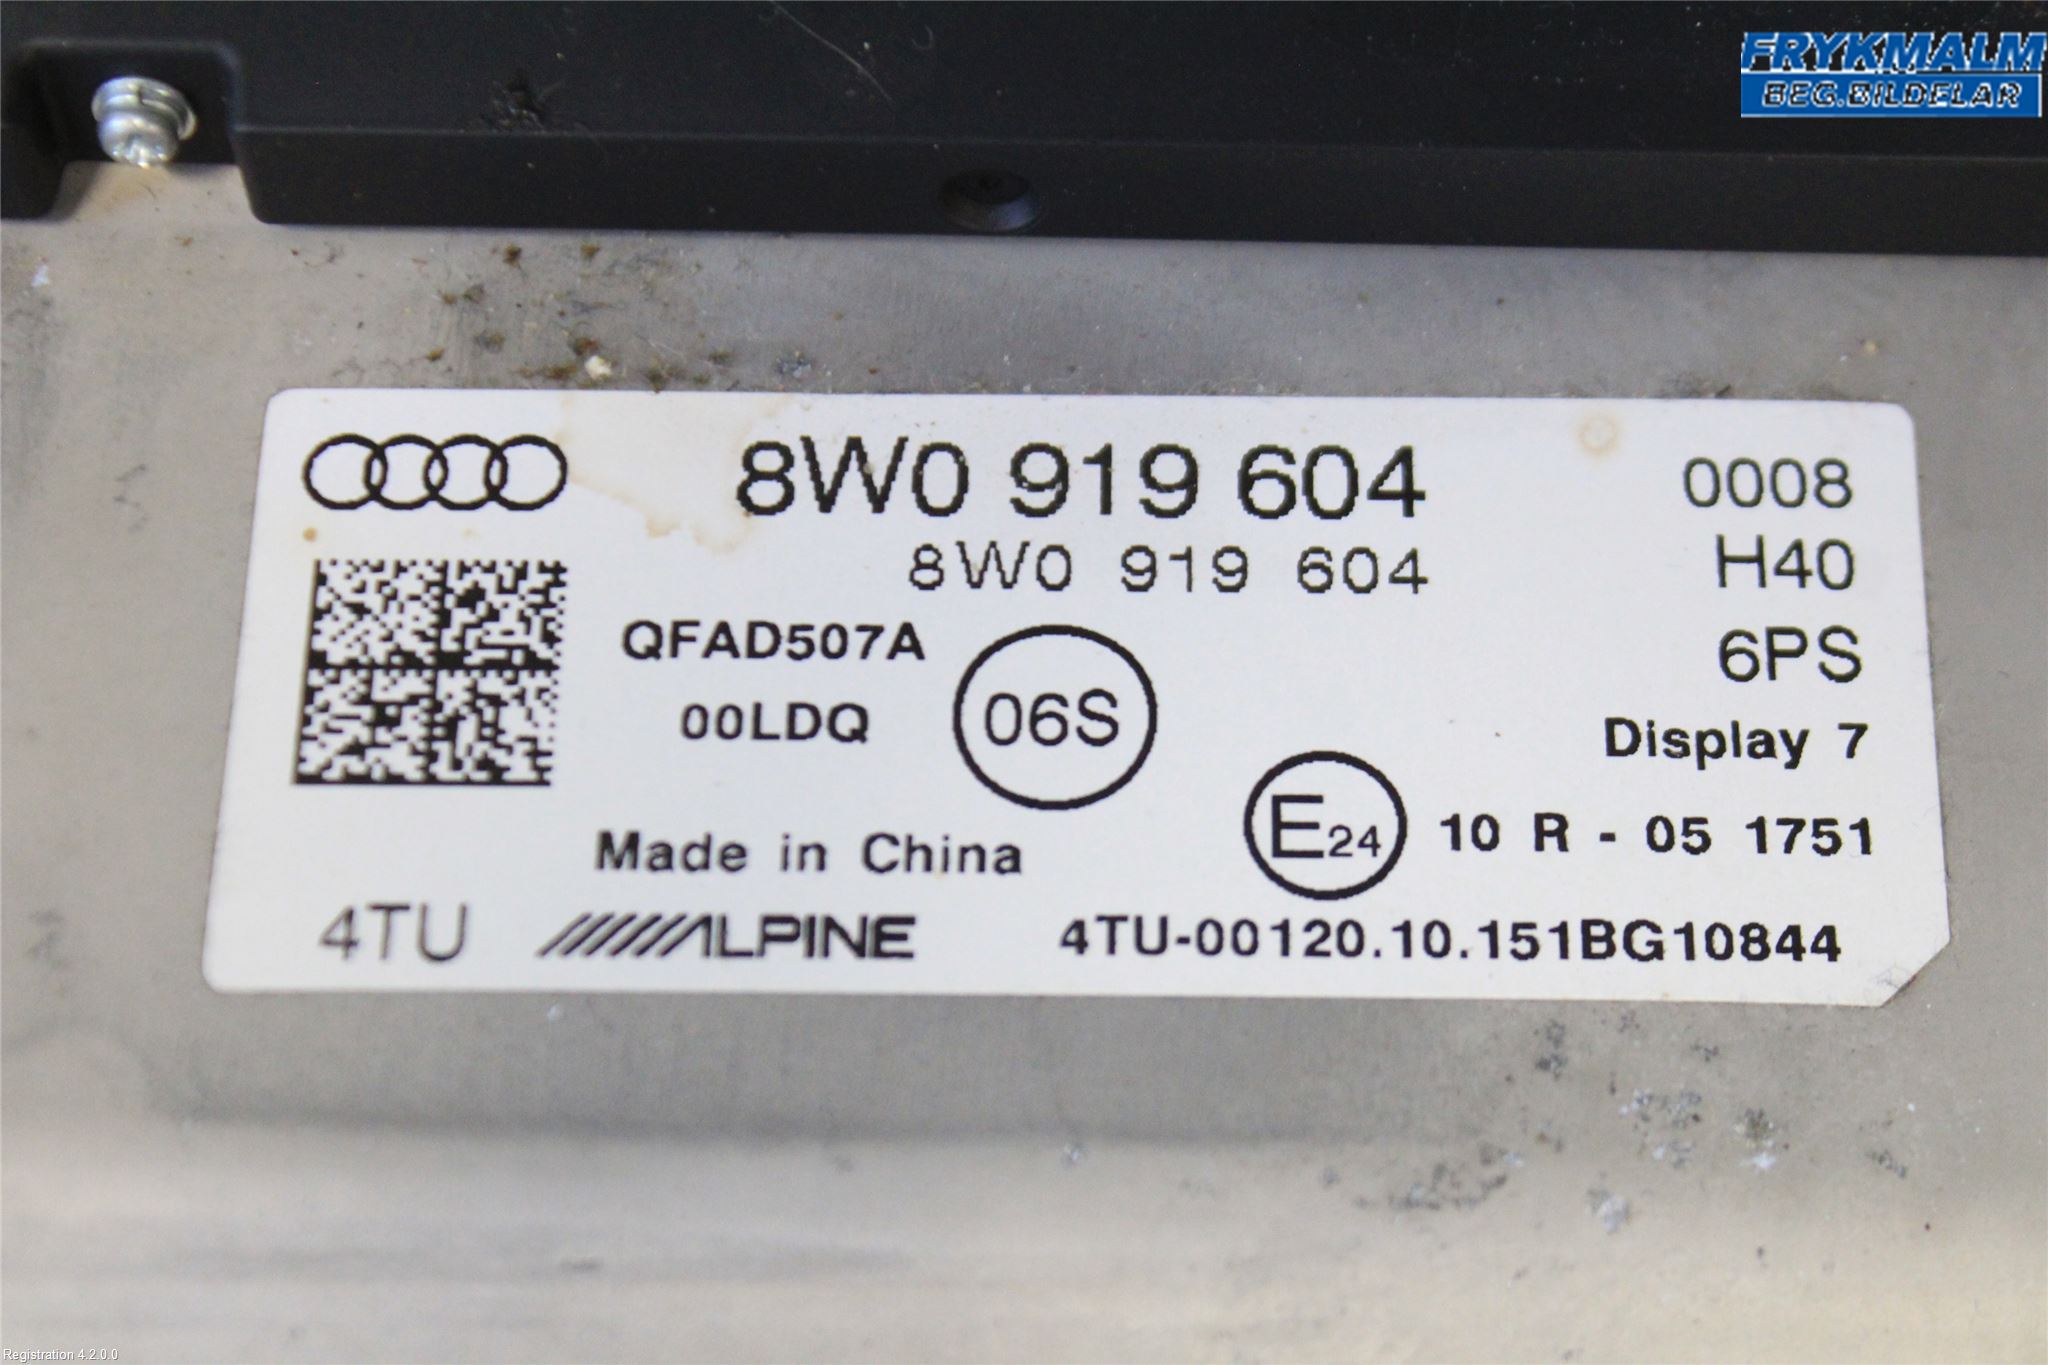 FRYKMALM
BEG.BILDELAR
8W0 919 604 0008
8W0 919 604 H40
QFAD507A 6PS
00LDQ 06S Display 7
Made in China E24 10 R - 05 1751
4TU ALPINE 4TU-00120.10.151BG10844
Registration 4.2.0.0